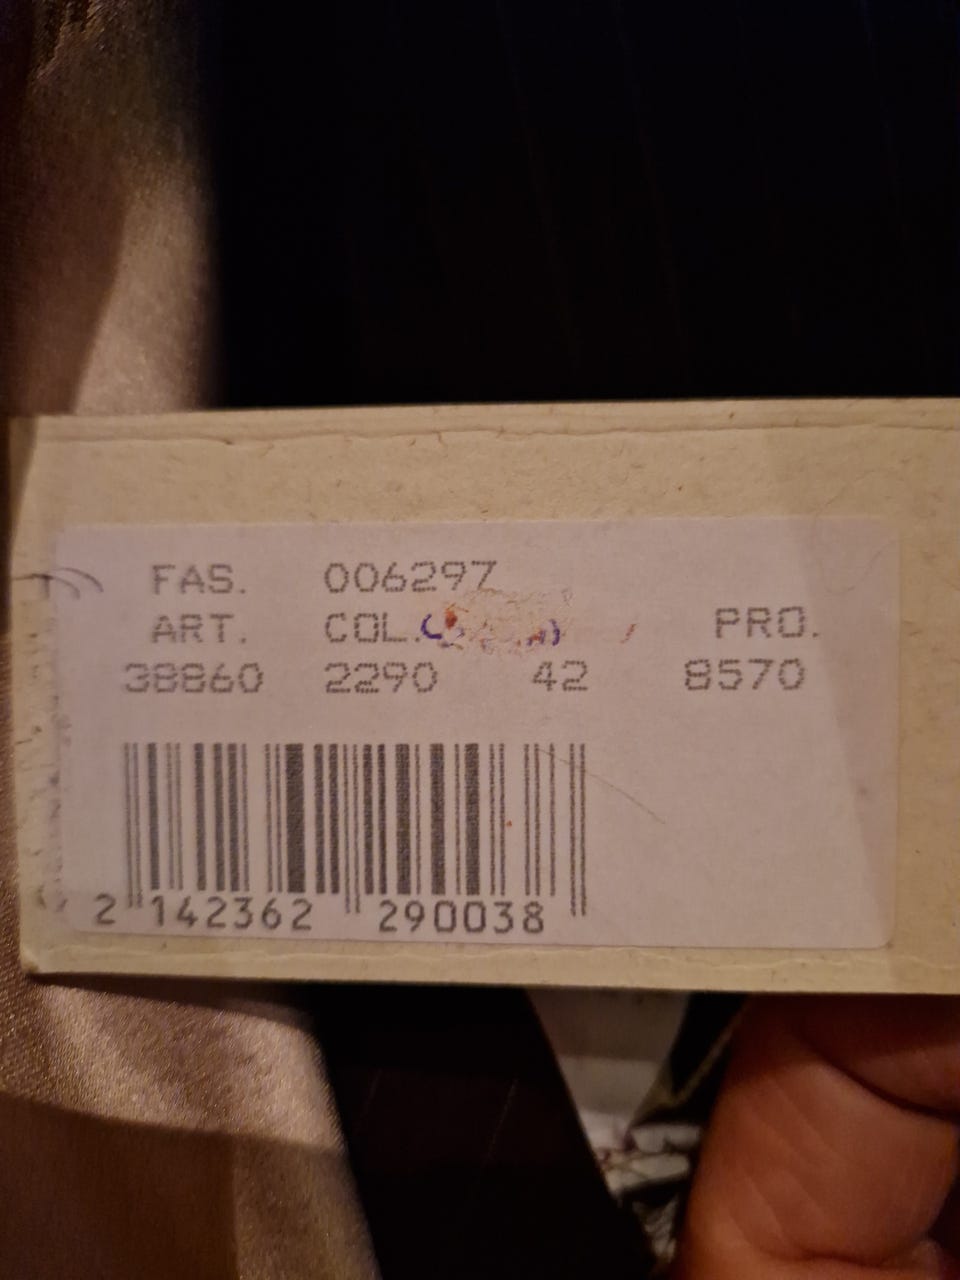 FAS. 006297
ART. COL. PRO.
38860 2290 42 8570
2 142362 290038